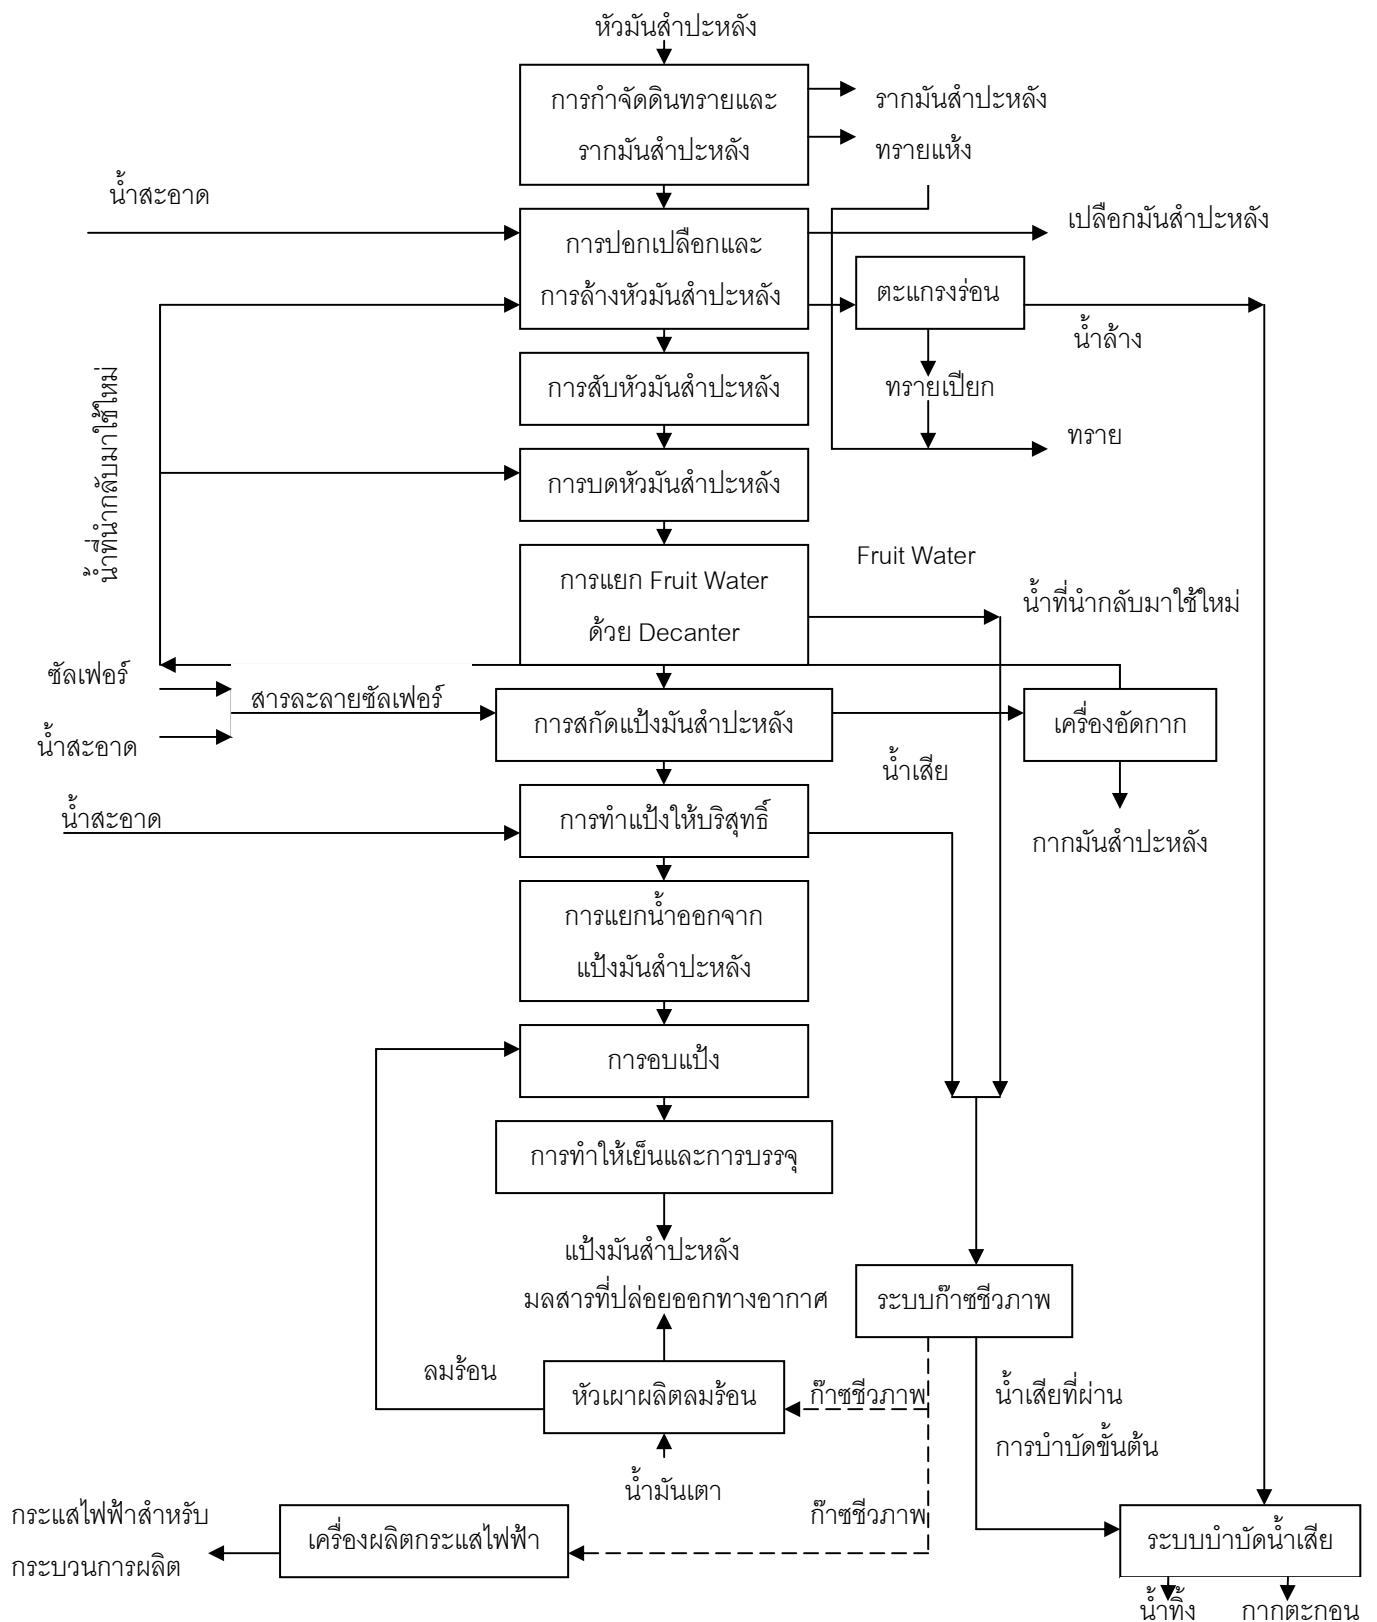 หัวมันสำปะหลัง
การกำจัดดินทรายและ
รากมันสำปะหลัง
รากมันสำปะหลัง
ทรายแห้ง
น้ำสะอาด
การปอกเปลือกและ
การล้างหัวมันสำปะหลัง
เปลือกมันสำปะหลัง
ตะแกรงร่อน
น้ำล้าง
การสับหัวมันสำปะหลัง
ทรายเปียก
ทราย
น้ำที่นำกลับมาใช้ใหม่
การบดหัวมันสำปะหลัง
Fruit Water
การแยก Fruit Water
ด้วย Decanter
น้ำที่นำกลับมาใช้ใหม่
ซัลเฟอร์
สารละลายซัลเฟอร์
น้ำสะอาด
การสกัดแป้งมันสำปะหลัง
เครื่องอัดกาก
น้ำเสีย
น้ำสะอาด
การทำแป้งให้บริสุทธิ์
กากมันสำปะหลัง
การแยกน้ำออกจาก
แป้งมันสำปะหลัง
การอบแป้ง
การทำให้เย็นและการบรรจุ
แป้งมันสำปะหลัง
มลสารที่ปล่อยออกทางอากาศ
ระบบก๊าซชีวภาพ
ลมร้อน
หัวเผาผลิตลมร้อน
ก๊าซชีวภาพ
น้ำเสียที่ผ่าน
การบำบัดขั้นต้น
น้ำมันเตา
กระแสไฟฟ้าสำหรับ
กระบวนการผลิต
เครื่องผลิตกระแสไฟฟ้า
ก๊าซชีวภาพ
ระบบบำบัดน้ำเสีย
น้ำทิ้ง
กากตะกอน